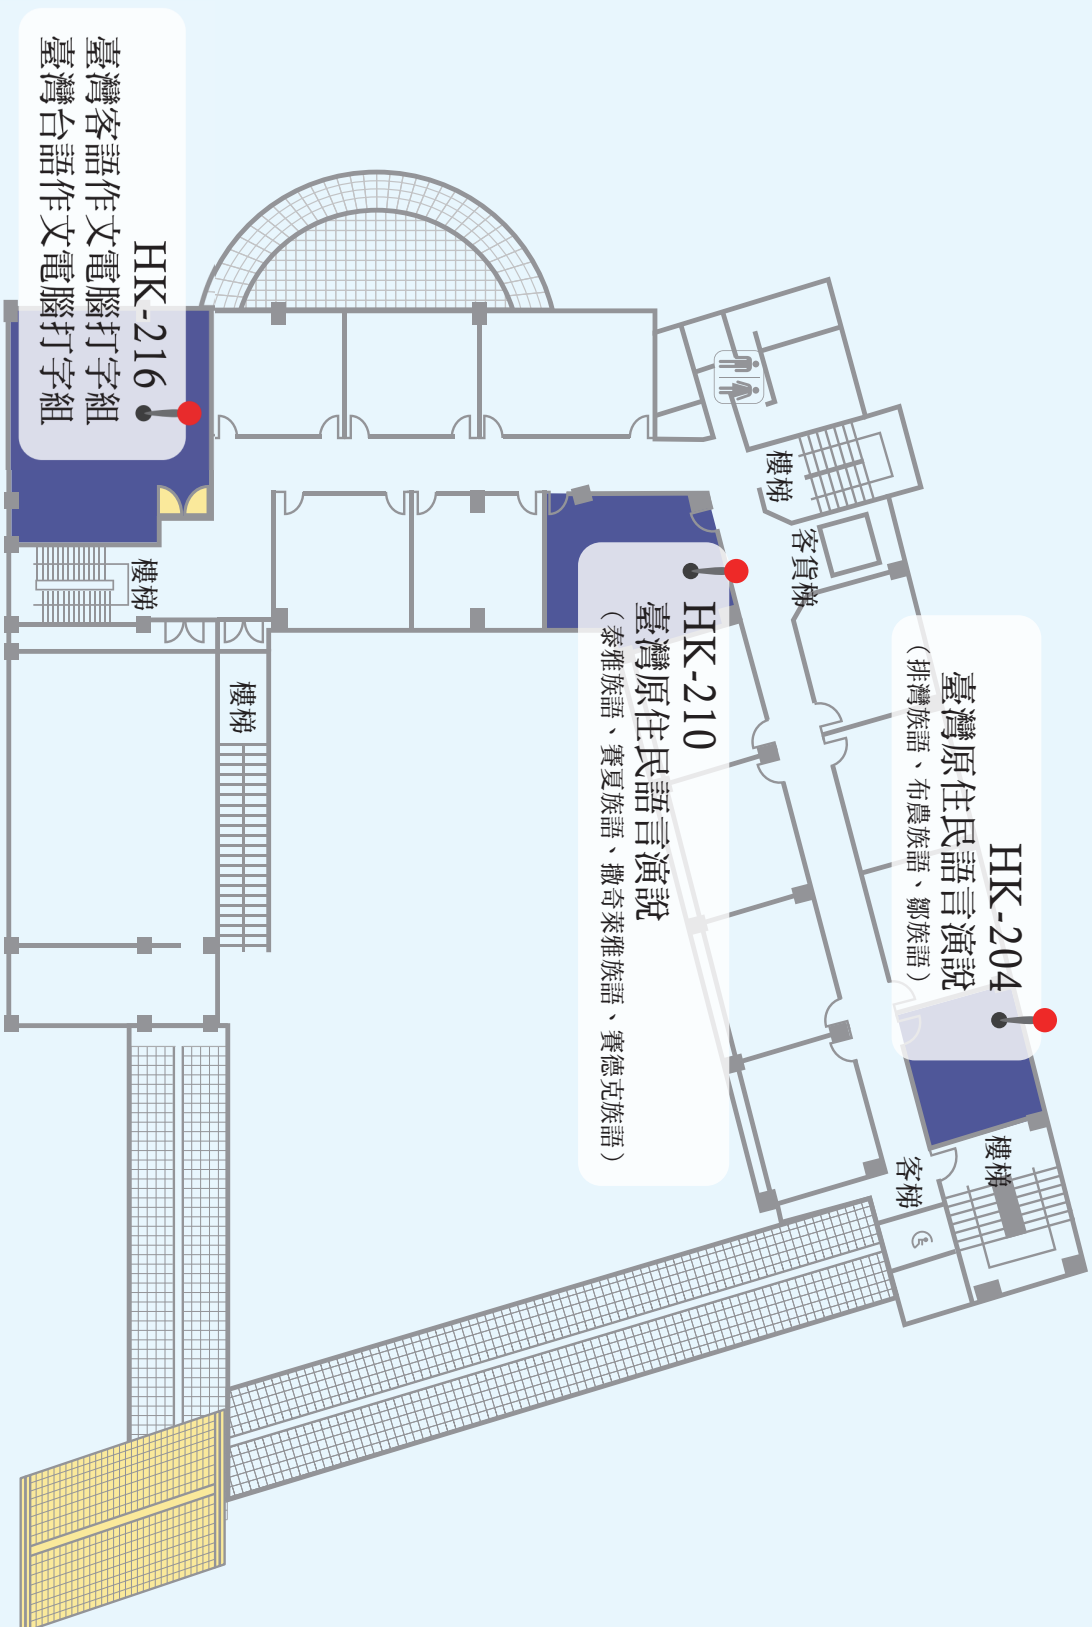 HK-204
臺灣原住民語言演說
（排灣族語、布農族語、鄒族語）
樓梯
客梯
客貨梯
樓梯
HK-210
臺灣原住民語言演說
（泰雅族語、賽夏族語、撒奇萊雅族語、賽德克族語）
樓梯
樓梯
HK-216
臺灣客語作文電腦打字組
臺灣台語作文電腦打字組